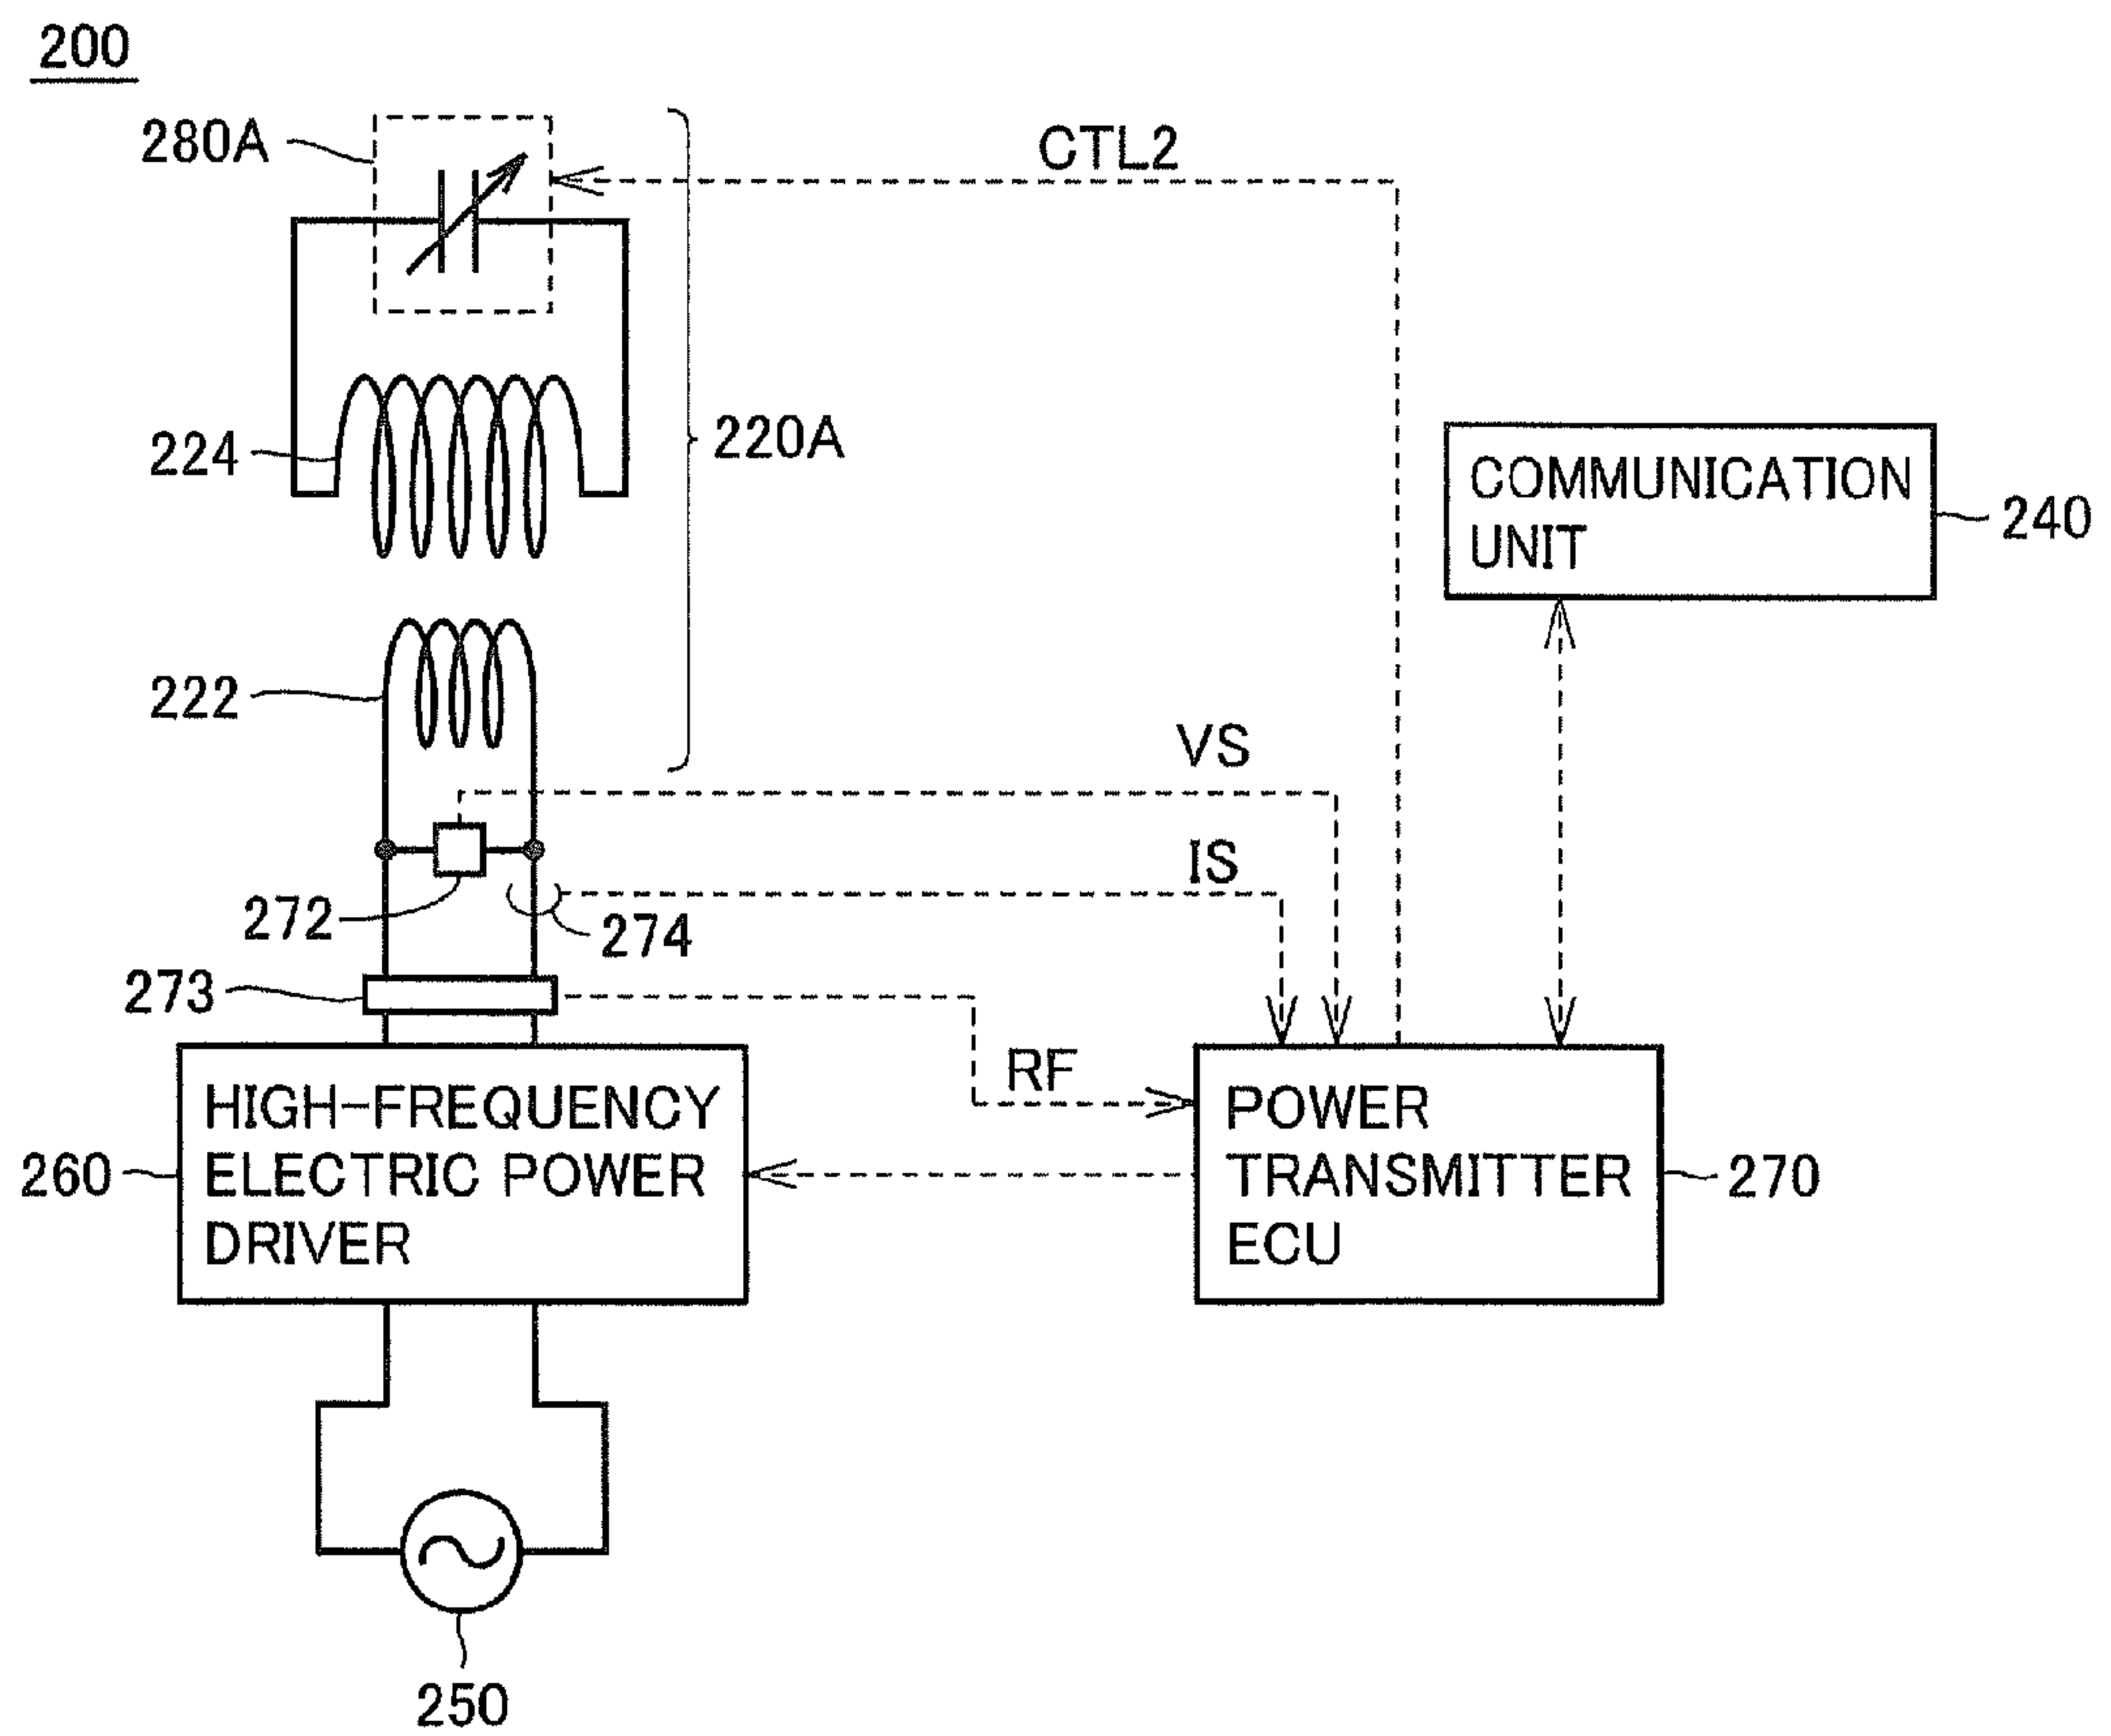 200
280A
CTL2
224
220A
COMMUNICATION
UNIT
240
222
VS
IS
272
274
273
RF
HIGH-FREQUENCY
ELECTRIC POWER
DRIVER
260
POWER
TRANSMITTER
ECU
270
250